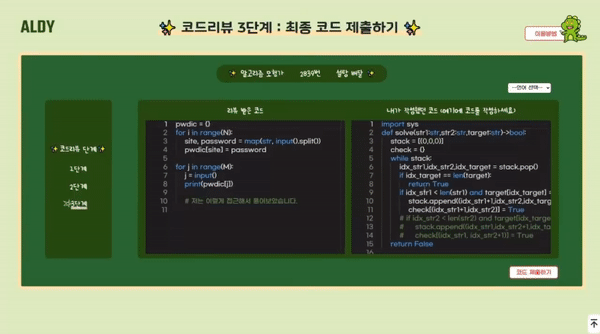 ALDY
코드리뷰 3단계 : 최종 코드 제출하기
이용방법
알고리즘 모험가 2839번 설탕 배달
--언어 선택--
코드리뷰 단계
1단계
2단계
3단계
리뷰 받은 코드
1 pwdic = {}
2 for i in range(N):
3 site, password = map(str, input().split())
4 pwdic[site] = password
5
6 for j in range(M):
7 j = input()
8 print(pwdic[j])
9
10 # 저는 이렇게 접근해서 풀어보았습니다.
11
내가 작성했던 코드 (여기에 코드를 작성하세요)
1 import sys
2 def solve(str1:str,str2:str,target:str)->bool:
3 stack = [(0,0,0)]
4 check = {}
5 while stack:
6 idx_str1,idx_str2,idx_target = stack.pop()
7 if idx_target == len(target):
8 return True
9 if idx_str1 < len(str1) and target[idx_target] =
10 stack.append((idx_str1+1,idx_str2,idx_ta
11 check[(idx_str1+1,idx_str2)] = True
12 # if idx_str2 < len(str2) and target[idx_target
13 # stack.append((idx_str1,idx_str2+1,idx_ta
14 # check[(idx_str1, idx_str2+1)] = True
15 return False
코드 제출하기